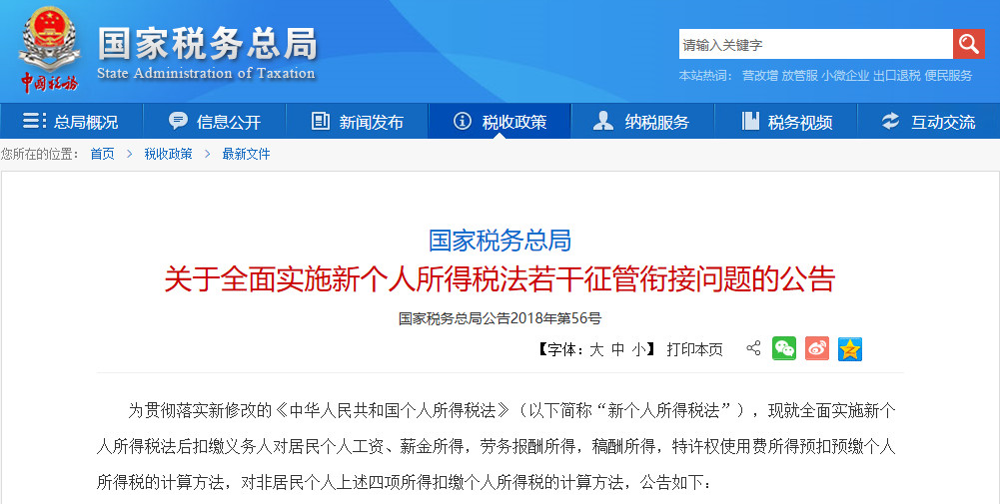 国家税务总局
State Administration of Taxation
中国税务
请输入关键字
本站热词： 营改增 放管服 小微企业 出口退税 便民服务
总局概况 信息公开 新闻发布 税收政策 纳税服务 税务视频 互动交流
您所在的位置： 首页 > 税收政策 > 最新文件
国家税务总局
关于全面实施新个人所得税法若干征管衔接问题的公告
国家税务总局公告2018年第56号
【字体：大 中 小】 打印本页
为贯彻落实新修改的《中华人民共和国个人所得税法》（以下简称“新个人所得税法”），现就全面实施新个
人所得税法后扣缴义务人对居民个人工资、薪金所得，劳务报酬所得，稿酬所得，特许权使用费所得预扣预缴个人
所得税的计算方法，对非居民个人上述四项所得扣缴个人所得税的计算方法，公告如下：